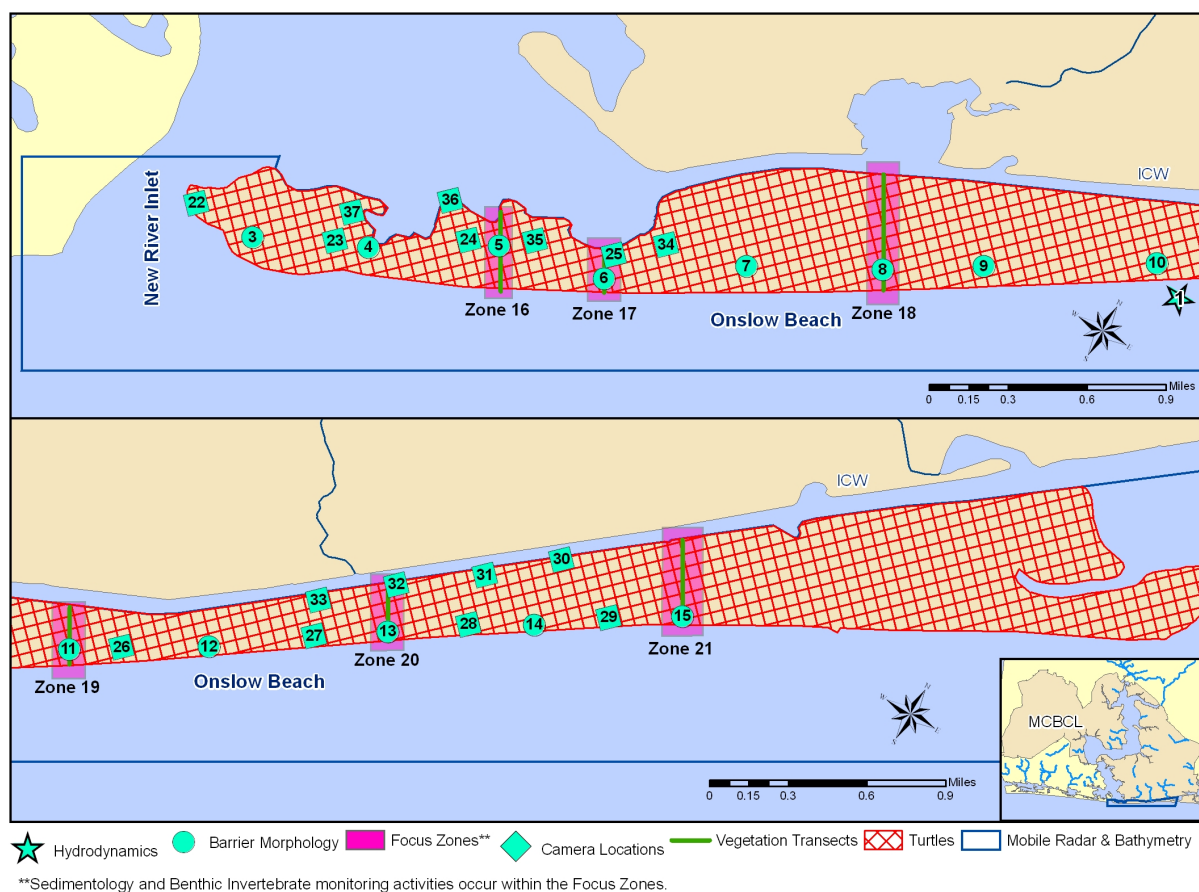 New River Inlet
22
3
37
23
4
36
24
5
35
25
6
34
7
8
9
10
1
ICW
Zone 16
Zone 17
Onslow Beach
Zone 18
N
W
E
S
Miles
0 0.15 0.3 0.6 0.9
ICW
11
26
12
33
27
32
13
31
28
30
14
29
15
Zone 19
Onslow Beach
Zone 20
Zone 21
N
W
E
S
Miles
0 0.15 0.3 0.6 0.9
MCBCL
Hydrodynamics
Barrier Morphology
Focus Zones**
Camera Locations
Vegetation Transects
Turtles
Mobile Radar & Bathymetry
**Sedimentology and Benthic Invertebrate monitoring activities occur within the Focus Zones.